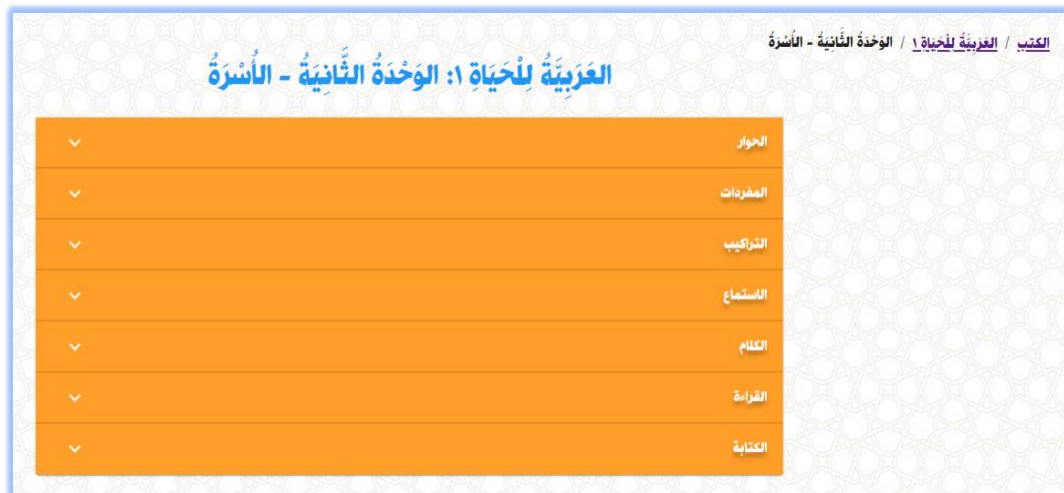 الكتب / العَرَبِيَّةُ لِلْحَيَاةِ ١ / الوَحْدَةُ الثَّانِيَةُ - الأُسْرَةُ
العَرَبِيَّةُ لِلْحَيَاةِ ١: الوَحْدَةُ الثَّانِيَةُ - الأُسْرَةُ
الحوار
المفردات
التراكيب
الاستماع
الكلام
القراءة
الكتابة